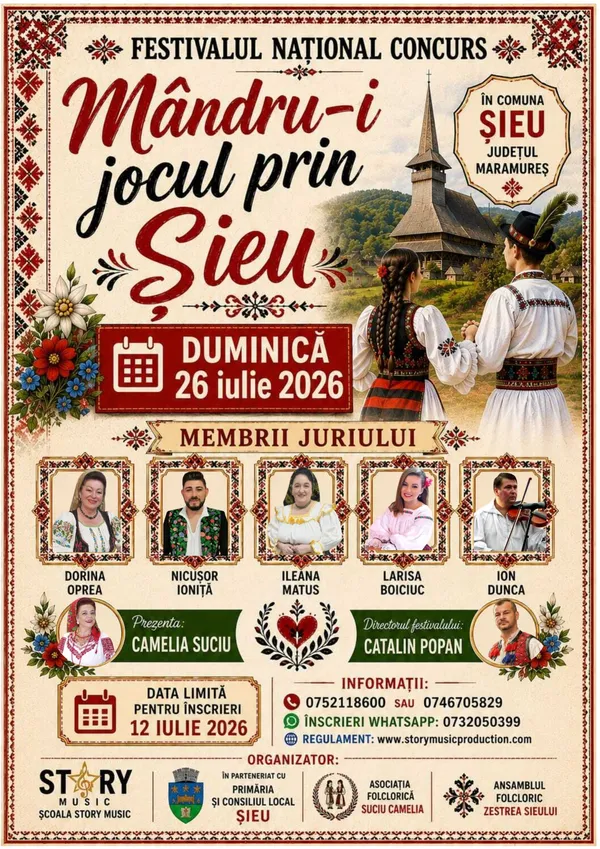 FESTIVALUL NAȚIONAL CONCURS
Mândru-i
jocul prin
Șieu
ÎN COMUNA
ȘIEU
JUDEȚUL
MARAMUREȘ
DUMINICĂ
26 iulie 2026
MEMBRII JURIULUI
DORINA
OPREA
NICUȘOR
IONIȚĂ
ILEANA
MATUS
LARISA
BOICIUC
ION
DUNCA
Prezenta:
CAMELIA SUCIU
Directorul festivalului:
CATALIN POPAN
DATA LIMITĂ
PENTRU ÎNSCRIERI
12 IULIE 2026
INFORMAȚII:
0752118600 SAU 0746705829
ÎNSCRIERI WHATSAPP: 0732050399
REGULAMENT: www.storymusicproduction.com
ORGANIZATOR:
STORY
MUSIC
ȘCOALA STORY MUSIC
ÎN PARTENERIAT CU
PRIMĂRIA
ȘI CONSILIUL LOCAL
ȘIEU
ASOCIAȚIA
FOLCLORICĂ
SUCIU CAMELIA
ANSAMBLUL
FOLCLORIC
ZESTREA SIEULUI